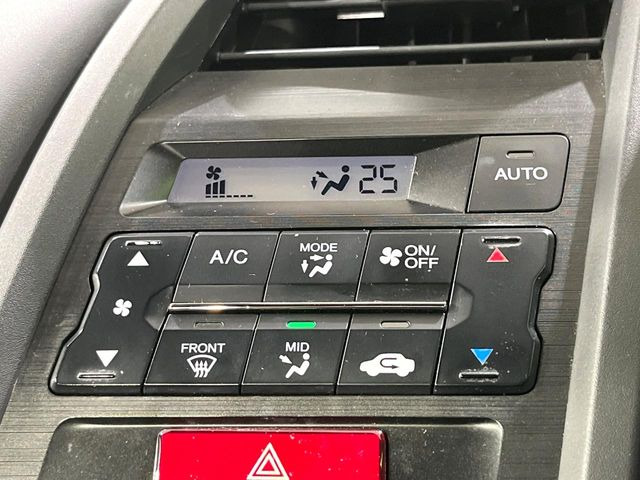 25
AUTO
A/C
MODE
ON/
OFF
FRONT
MID